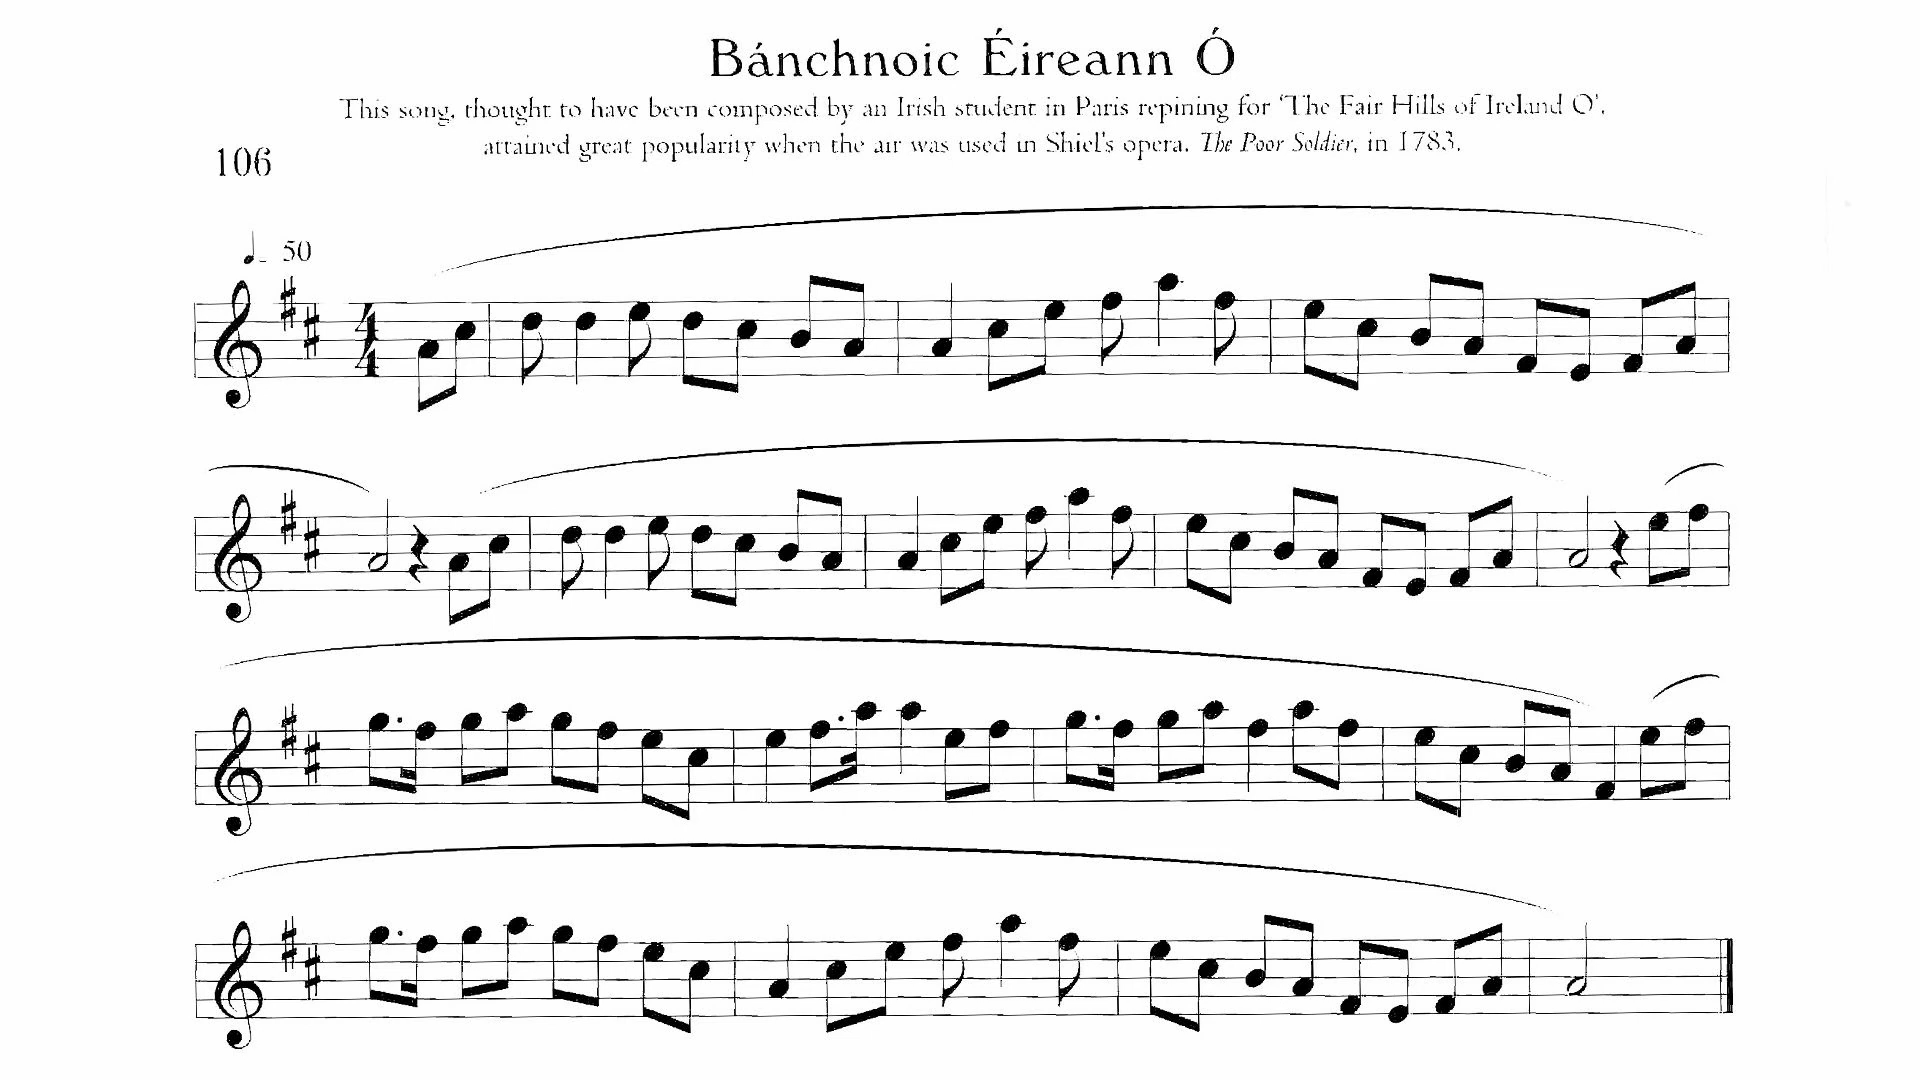 Bánchnoic Éireann Ó
This song, thought to have been composed by an Irish student in Paris repining for ‘The Fair Hills of Ireland O’,
attained great popularity when the air was used in Shiel's opera, The Poor Soldier, in 1783.
106
50
4
4